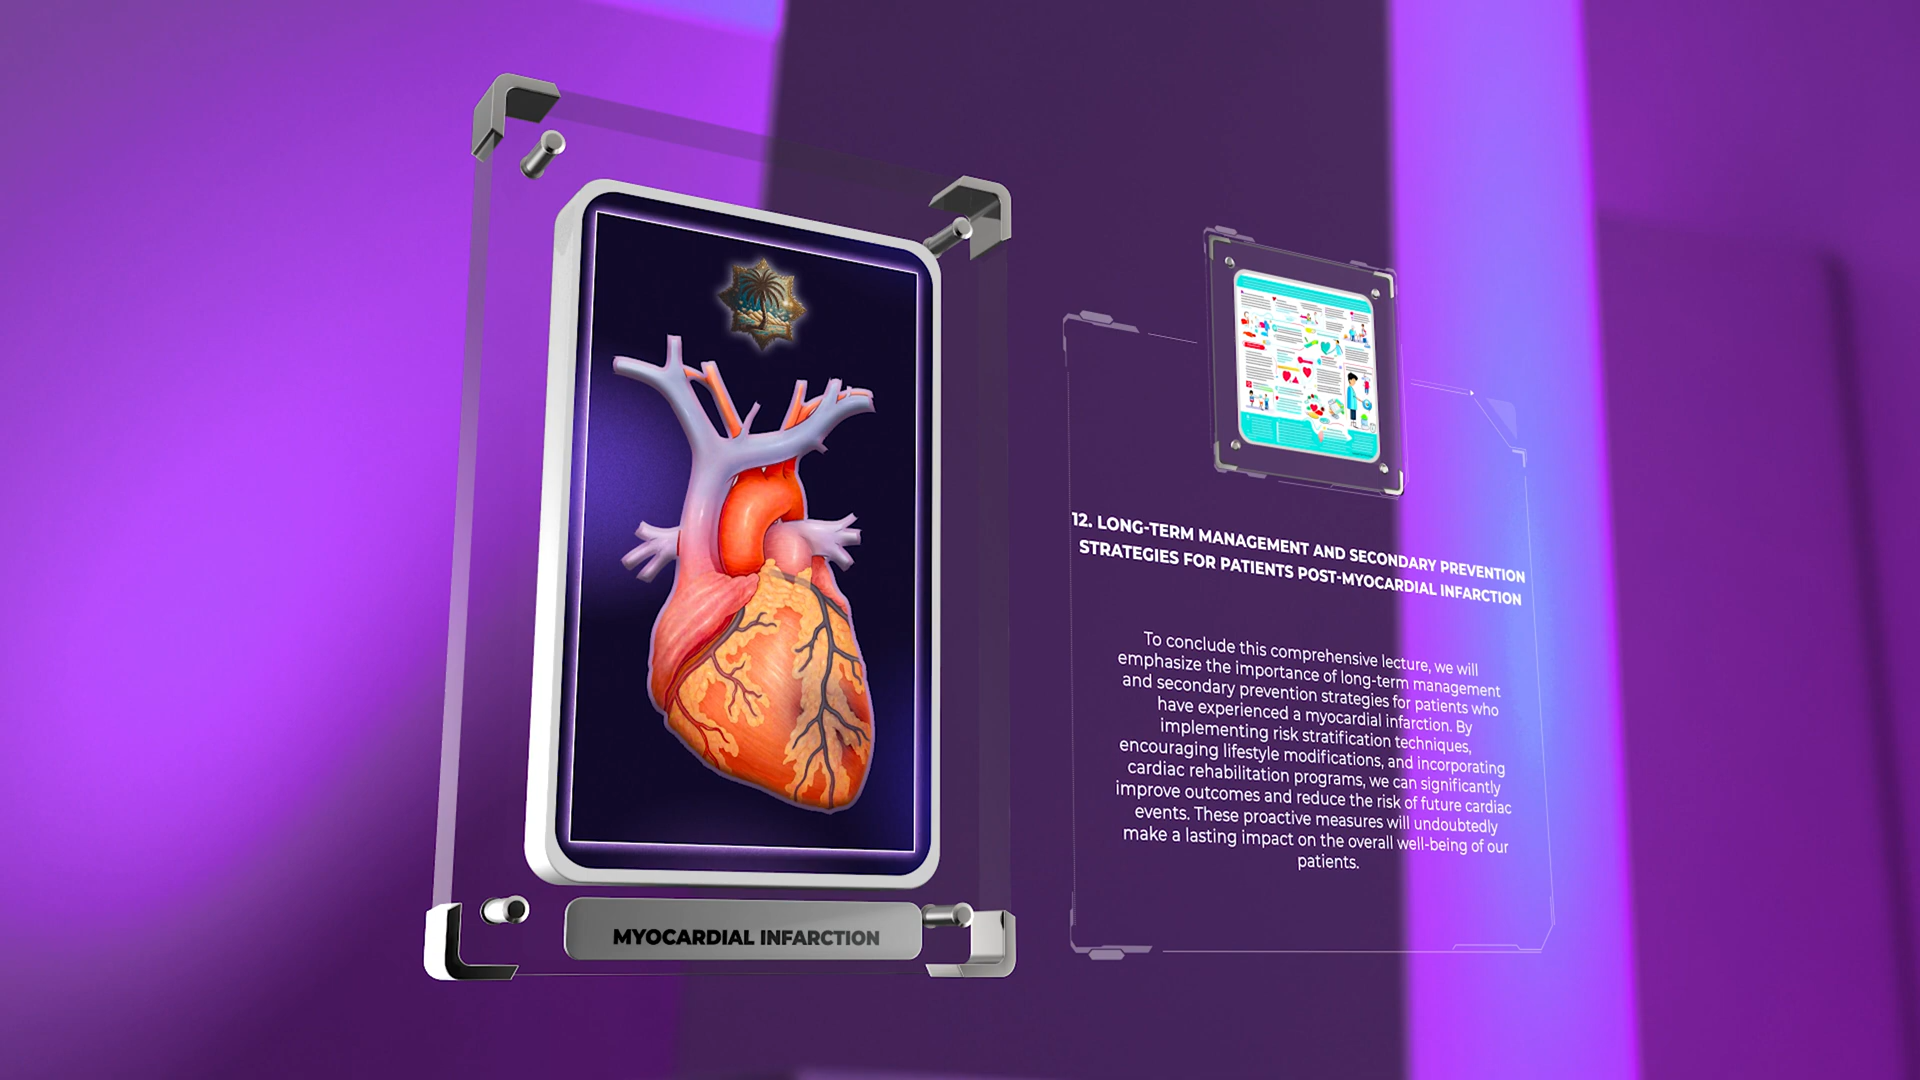 MYOCARDIAL INFARCTION
12. LONG-TERM MANAGEMENT AND SECONDARY PREVENTION
STRATEGIES FOR PATIENTS POST-MYOCARDIAL INFARCTION
To conclude this comprehensive lecture, we will
emphasize the importance of long-term management
and secondary prevention strategies for patients who
have experienced a myocardial infarction. By
implementing risk stratification techniques,
encouraging lifestyle modifications, and incorporating
cardiac rehabilitation programs, we can significantly
improve outcomes and reduce the risk of future cardiac
events. These proactive measures will undoubtedly
make a lasting impact on the overall well-being of our
patients.